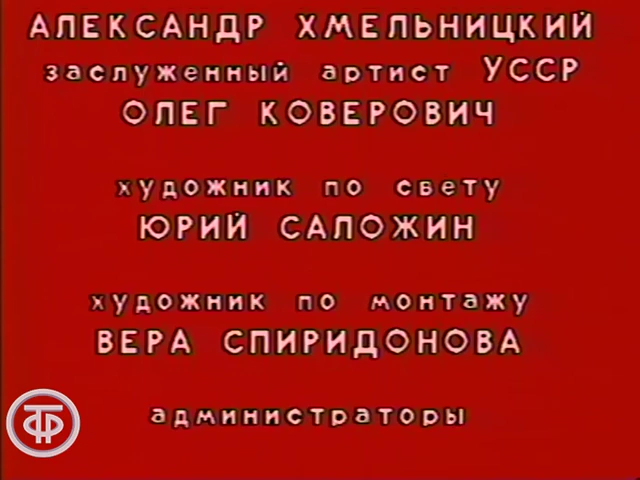 АЛЕКСАНДР ХМЕЛЬНИЦКИЙ
заслуженный артист УССР
ОЛЕГ КОВЕРОВИЧ
художник по свету
ЮРИЙ САЛОЖИН
художник по монтажу
ВЕРА СПИРИДОНОВА
администраторы